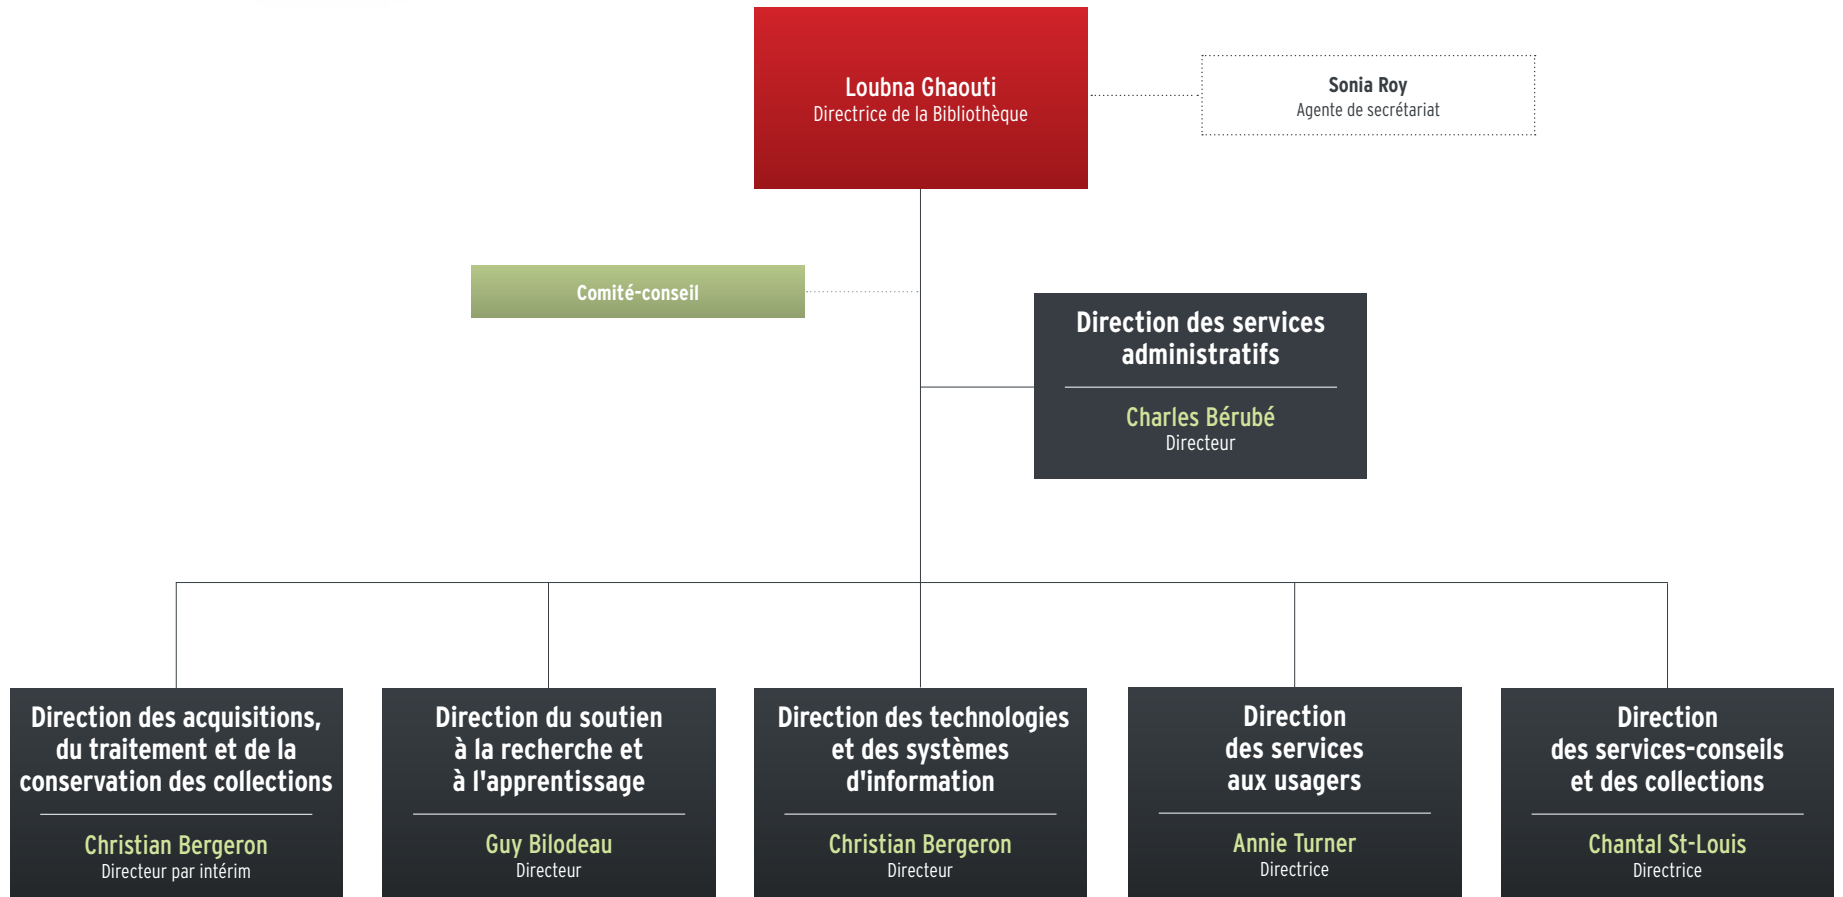 Loubna Ghaouti
Directrice de la Bibliothèque
Sonia Roy
Agente de secrétariat
Comité-conseil
Direction des services
administratifs
Charles Bérubé
Directeur
Direction des acquisitions,
du traitement et de la
conservation des collections
Christian Bergeron
Directeur par intérim
Direction du soutien
à la recherche et
à l'apprentissage
Guy Bilodeau
Directeur
Direction des technologies
et des systèmes
d'information
Christian Bergeron
Directeur
Direction
des services
aux usagers
Annie Turner
Directrice
Direction
des services-conseils
et des collections
Chantal St-Louis
Directrice